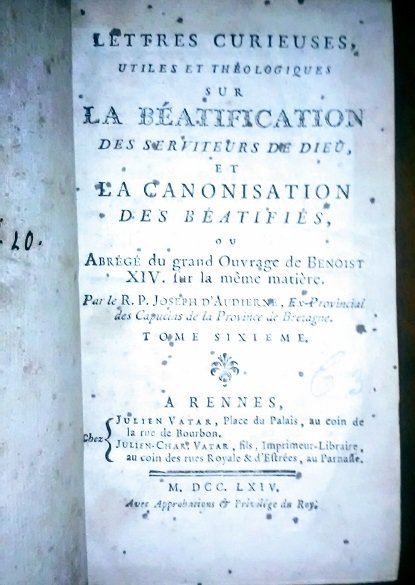 LETTRES CURIEUSES,
UTILES ET THÉOLOGIQUES
SUR
LA BÉATIFICATION
DES SERVITEURS DE DIEU,
ET
LA CANONISATION
DES BÉATIFIÉS,
OU
ABRÉGÉ du grand Ouvrage de BENOIST
XIV. sur la même matière.
Par le R. P. JOSEPH D'AUDIERNE, Ex-Provincial
des Capucins de la Province de Bretagne.
TOME SIXIEME.
A RENNES,
Chez
JULIEN VATAR, Place du Palais, au coin de
la rue de Bourbon.
JULIEN-CHAR. VATAR, fils, Imprimeur-Libraire,
au coin des rues Royale & d'Estrées, au Parnasse.
M. DCC. LXIV.
Avec Approbations & Privilége du Roy.